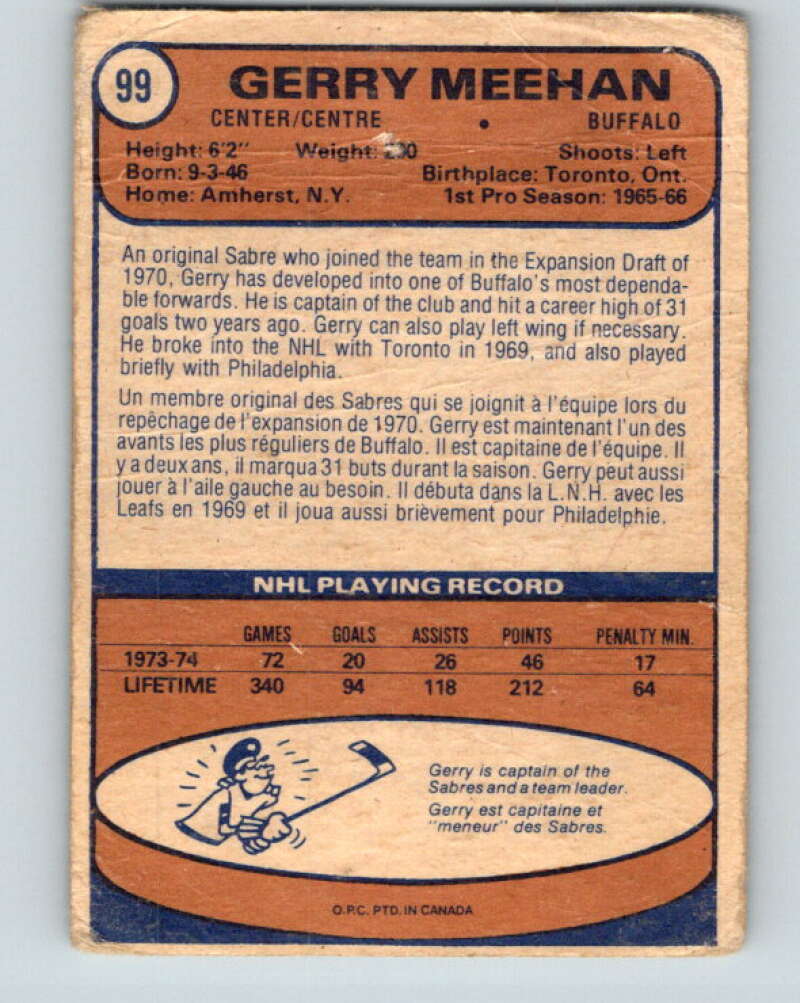 99
GERRY MEEHAN
CENTER/CENTRE • BUFFALO
Height: 6'2" Weight: 200 Shoots: Left
Born: 9-3-46 Birthplace: Toronto, Ont.
Home: Amherst, N.Y. 1st Pro Season: 1965-66
An original Sabre who joined the team in the Expansion Draft of
1970, Gerry has developed into one of Buffalo's most dependa-
ble forwards. He is captain of the club and hit a career high of 31
goals two years ago. Gerry can also play left wing if necessary.
He broke into the NHL with Toronto in 1969, and also played
briefly with Philadelphia.
Un membre original des Sabres qui se joignit à l'équipe lors du
repêchage de l'expansion de 1970. Gerry est maintenant l'un des
avants les plus réguliers de Buffalo. Il est capitaine de l'équipe. Il
y a deux ans, il marqua 31 buts durant la saison. Gerry peut aussi
jouer à l'aile gauche au besoin. Il débuta dans la L.N.H. avec les
Leafs en 1969 et il joua aussi brièvement pour Philadelphie.
NHL PLAYING RECORD
GAMES GOALS ASSISTS POINTS PENALTY MIN.
1973-74 72 20 26 46 17
LIFETIME 340 94 118 212 64
Gerry is captain of the
Sabres and a team leader.
Gerry est capitaine et
"meneur" des Sabres.
O.P.C. PTD. IN CANADA